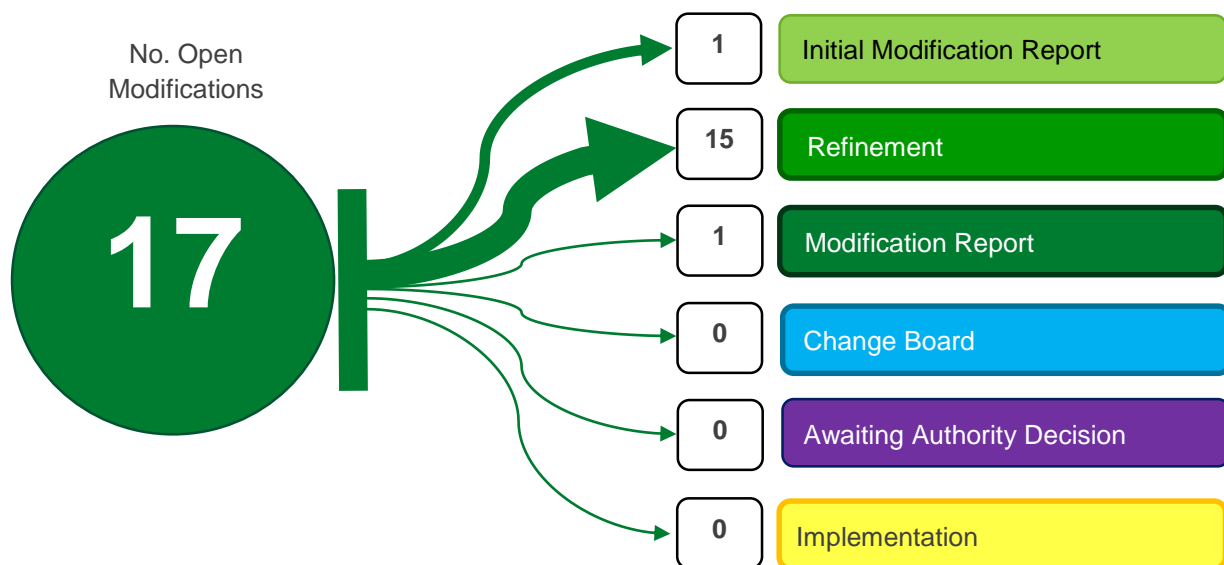 No. Open
Modifications
17
1
Initial Modification Report
15
Refinement
1
Modification Report
0
Change Board
0
Awaiting Authority Decision
0
Implementation